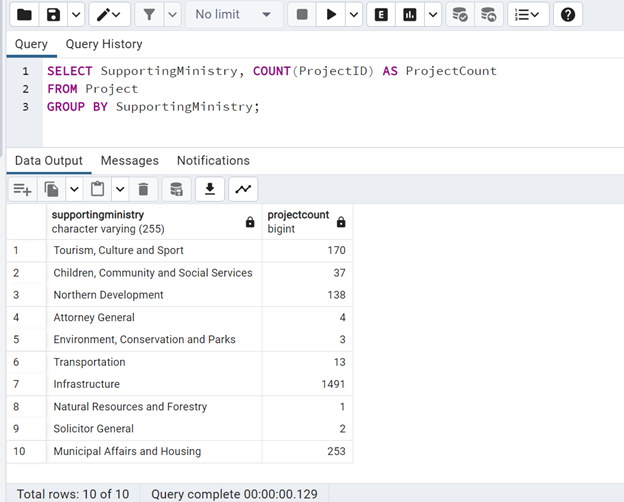 No limit
Query Query History
1 SELECT SupportingMinistry, COUNT(ProjectID) AS ProjectCount
2 FROM Project
3 GROUP BY SupportingMinistry;
Data Output Messages Notifications
supportingministry projectcount
character varying (255) bigint
1 Tourism, Culture and Sport 170
2 Children, Community and Social Services 37
3 Northern Development 138
4 Attorney General 4
5 Environment, Conservation and Parks 3
6 Transportation 13
7 Infrastructure 1491
8 Natural Resources and Forestry 1
9 Solicitor General 2
10 Municipal Affairs and Housing 253
Total rows: 10 of 10 Query complete 00:00:00.129